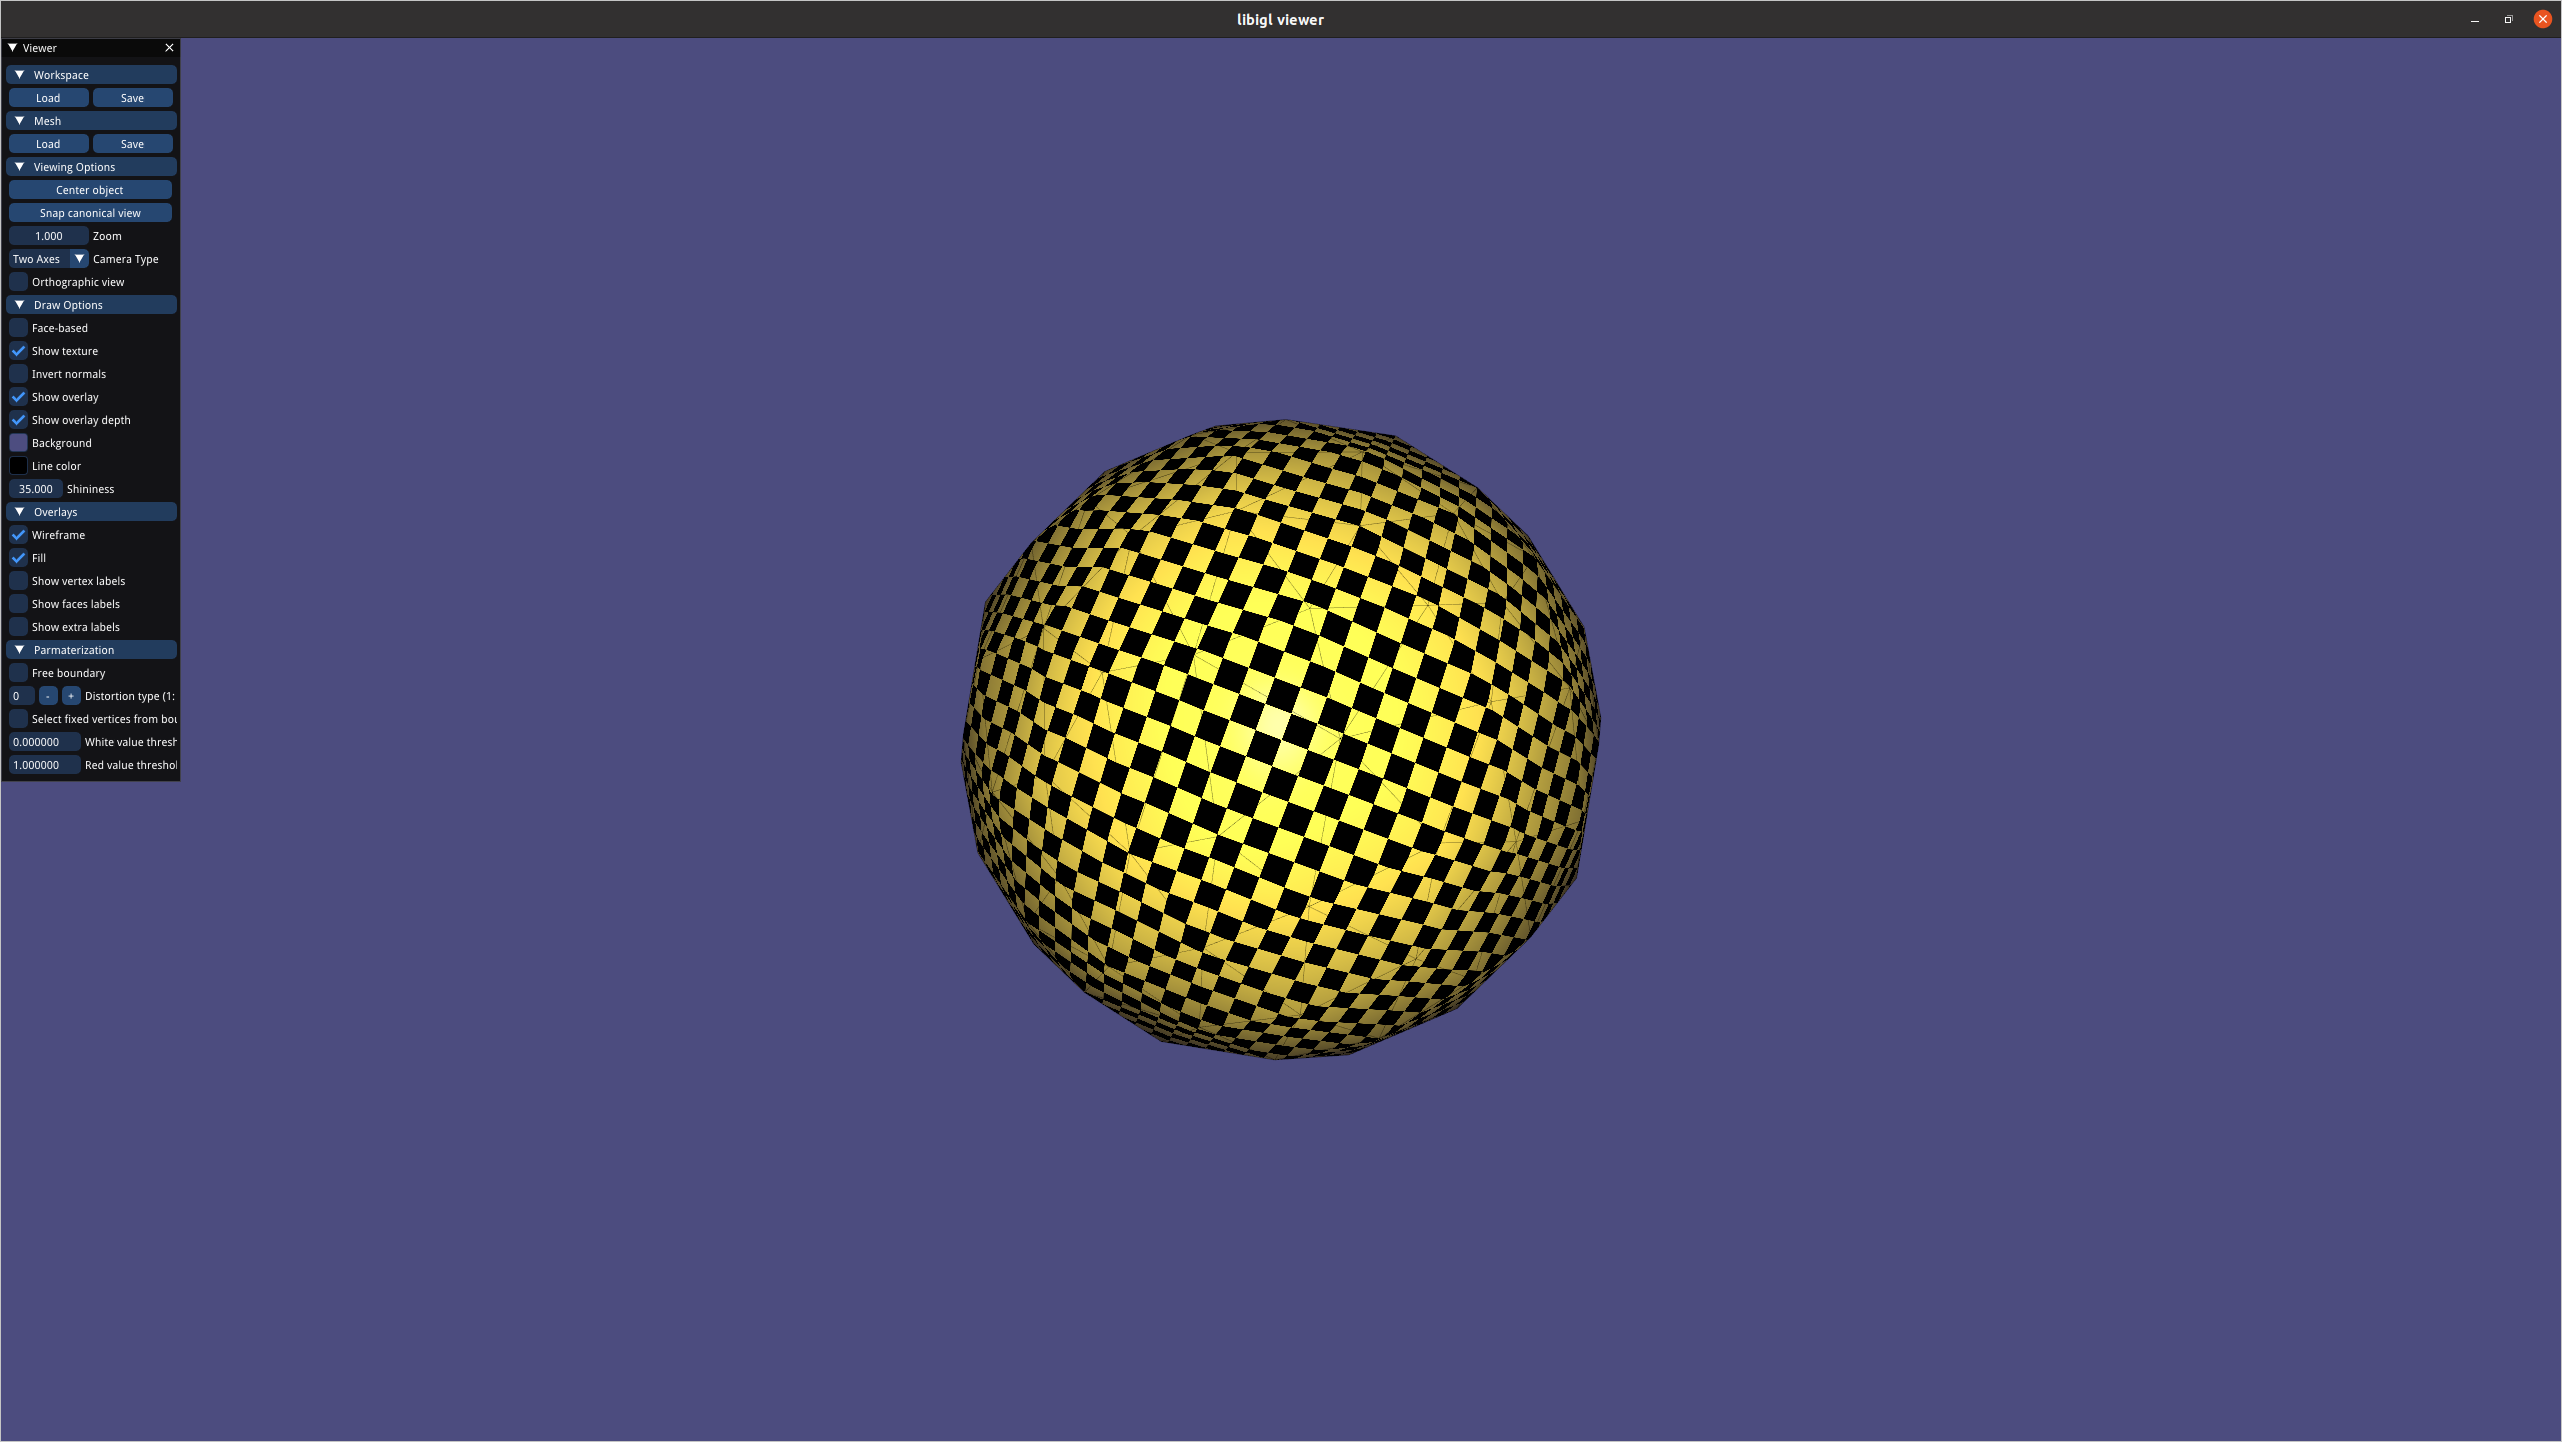 libigl viewer
Viewer
Workspace
Load Save
Mesh
Load Save
Viewing Options
Center object
Snap canonical view
1.000 Zoom
Two Axes Camera Type
Orthographic view
Draw Options
Face-based
Show texture
Invert normals
Show overlay
Show overlay depth
Background
Line color
35.000 Shininess
Overlays
Wireframe
Fill
Show vertex labels
Show faces labels
Show extra labels
Parmaterization
Free boundary
0 - + Distortion type (1:
Select fixed vertices from bou
0.000000 White value thresh
1.000000 Red value threshol